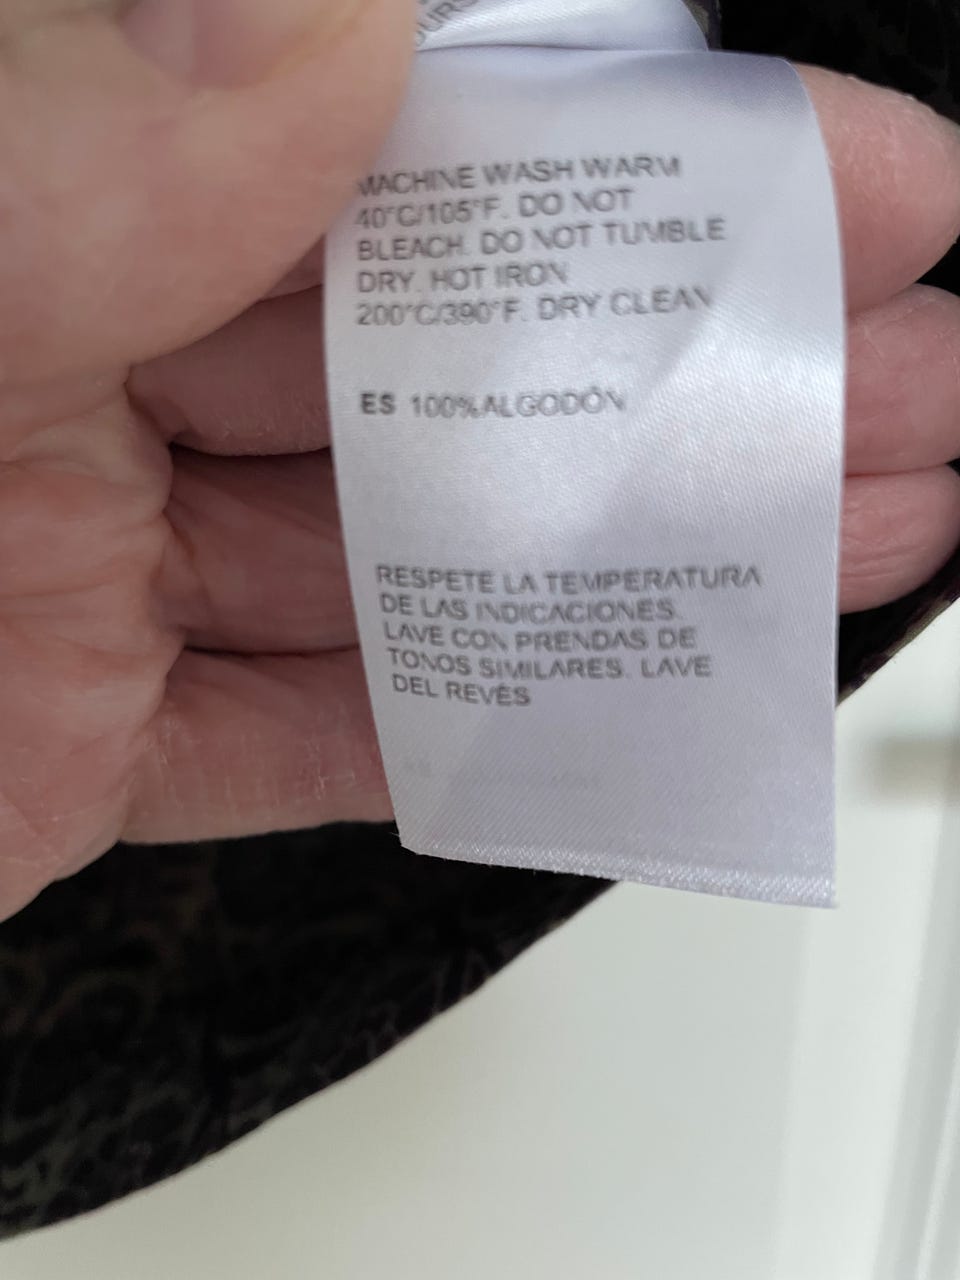 MACHINE WASH WARM
40°C/105°F. DO NOT
BLEACH. DO NOT TUMBLE
DRY. HOT IRON
200°C/390°F. DRY CLEAN
ES 100%ALGODÓN
RESPETE LA TEMPERATURA
DE LAS INDICACIONES.
LAVE CON PRENDAS DE
TONOS SIMILARES. LAVE
DEL REVÉS